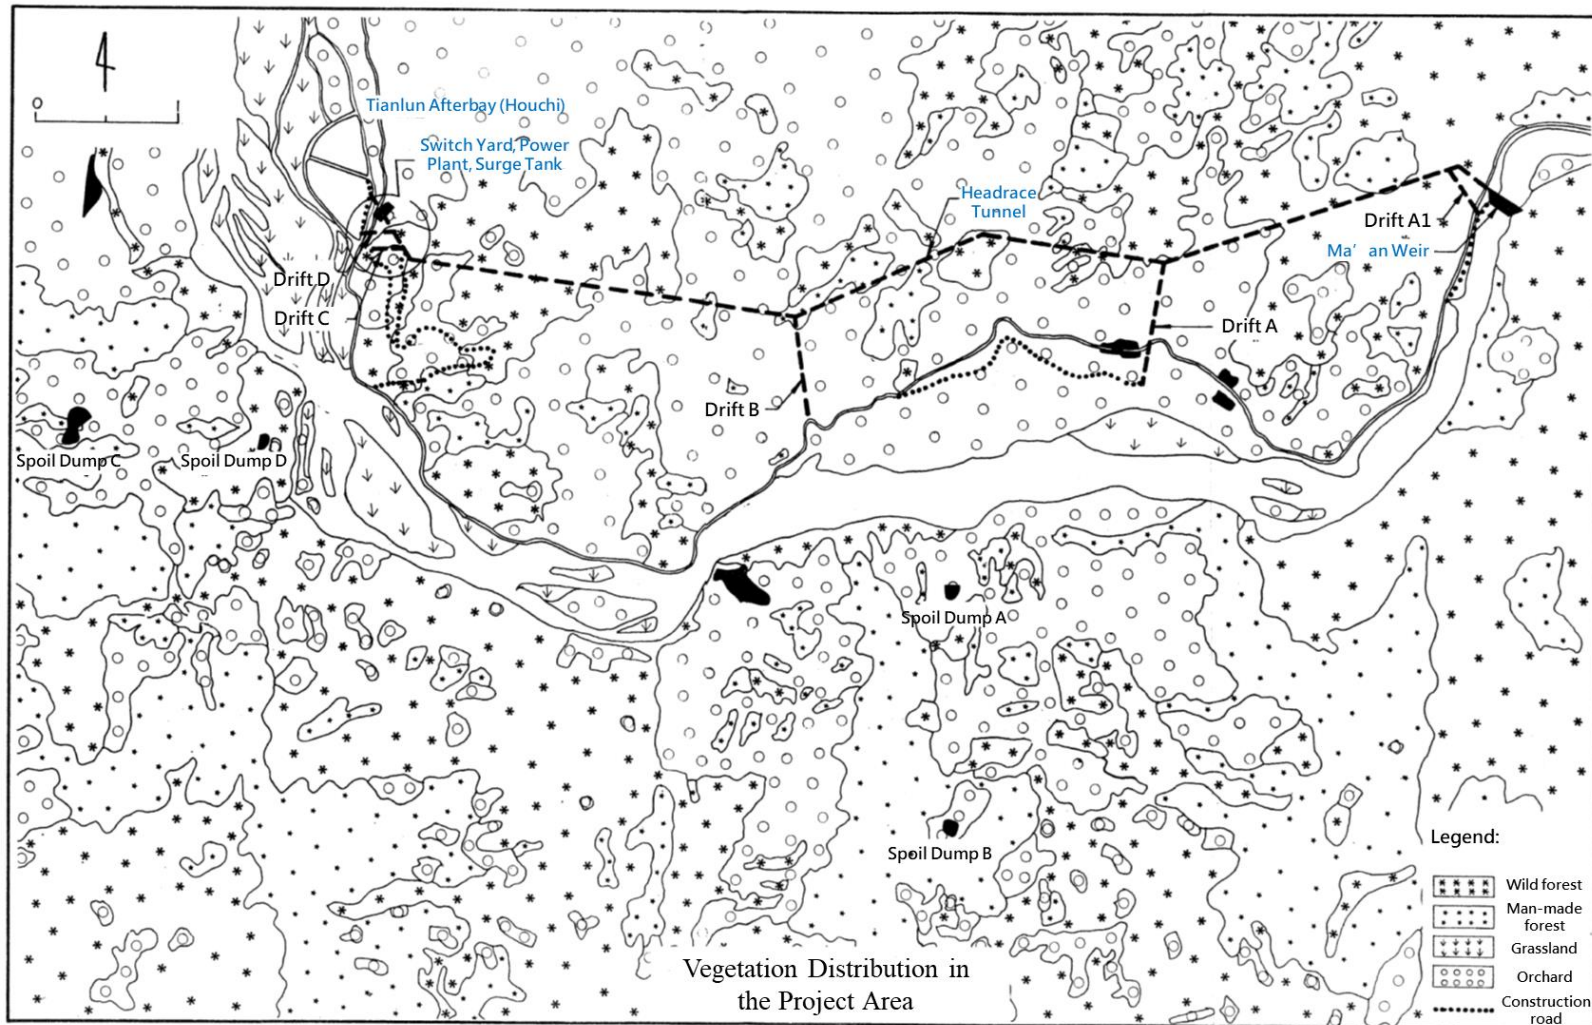 4
0
Tianlun Afterbay (Houchi)
Switch Yard, Power
Plant, Surge Tank
Headrace
Tunnel
Drift A1
Ma’an Weir
Drift D
Drift C
Drift A
Drift B
Spoil Dump C
Spoil Dump D
Spoil Dump A
Spoil Dump B
Legend:
Wild forest
Man-made
forest
Grassland
Orchard
Construction
road
Vegetation Distribution in
the Project Area